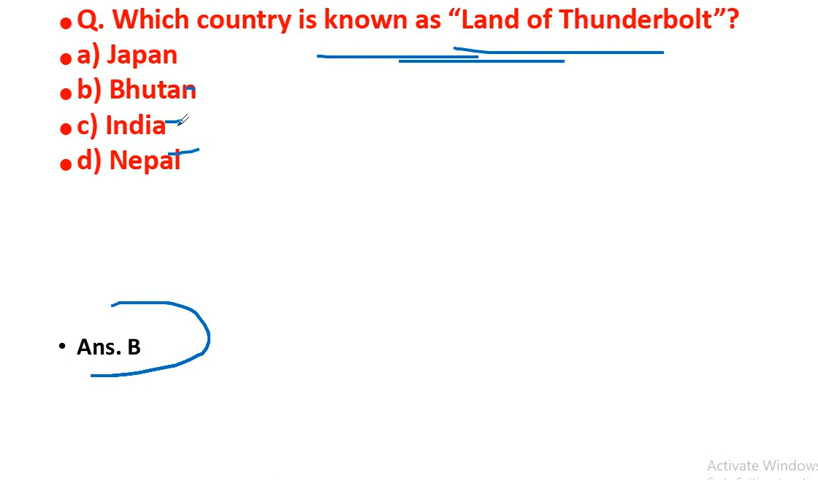 • Q. Which country is known as “Land of Thunderbolt”?
• a) Japan
• b) Bhutan
• c) India
• d) Nepal
• Ans. B
Activate Windows